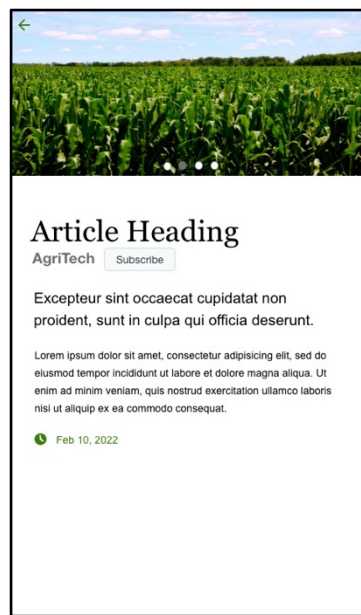 Article Heading
AgriTech
Subscribe
Excepteur sint occaecat cupidatat non
proident, sunt in culpa qui officia deserunt.
Lorem ipsum dolor sit amet, consectetur adipisicing elit, sed do
eiusmod tempor incididunt ut labore et dolore magna aliqua. Ut
enim ad minim veniam, quis nostrud exercitation ullamco laboris
nisi ut aliquip ex ea commodo consequat.
Feb 10, 2022